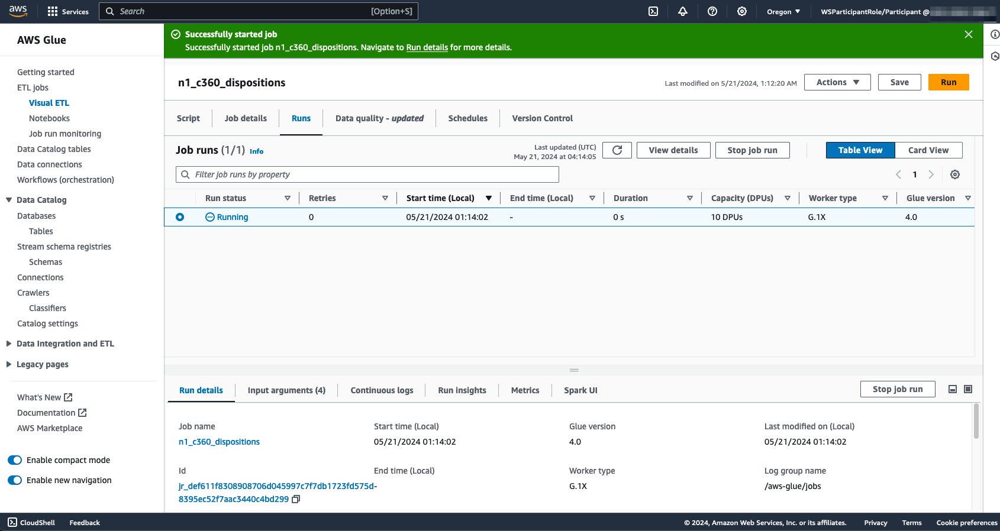 aws
Services
Search
[Option+S]
Oregon
WSParticipantRole/Participant @
AWS Glue
Getting started
ETL jobs
Visual ETL
Notebooks
Job run monitoring
Data Catalog tables
Data connections
Workflows (orchestration)
Data Catalog
Databases
Tables
Stream schema registries
Schemas
Connections
Crawlers
Classifiers
Catalog settings
Data Integration and ETL
Legacy pages
What's New
Documentation
AWS Marketplace
Enable compact mode
Enable new navigation
Successfully started job
Successfully started job n1_c360_dispositions. Navigate to Run details for more details.
n1_c360_dispositions
Last modified on 5/21/2024, 1:12:20 AM
Actions
Save
Run
Script
Job details
Runs
Data quality - updated
Schedules
Version Control
Job runs (1/1) Info
Last updated (UTC)
May 21, 2024 at 04:14:05
View details
Stop job run
Table View
Card View
Filter job runs by property
1
Run status
Retries
Start time (Local)
End time (Local)
Duration
Capacity (DPUs)
Worker type
Glue version
Running
0
05/21/2024 01:14:02
-
0 s
10 DPUs
G.1X
4.0
Run details
Input arguments (4)
Continuous logs
Run insights
Metrics
Spark UI
Stop job run
Job name
n1_c360_dispositions
Start time (Local)
05/21/2024 01:14:02
Glue version
4.0
Last modified on (Local)
05/21/2024 01:14:02
Id
jr_def611f8308908706d045997c7f7db1723fd575d
8395ec52f7aac3440c4bd299
End time (Local)
-
Worker type
G.1X
Log group name
/aws-glue/jobs
CloudShell
Feedback
© 2024, Amazon Web Services, Inc. or its affiliates.
Privacy
Terms
Cookie preferences